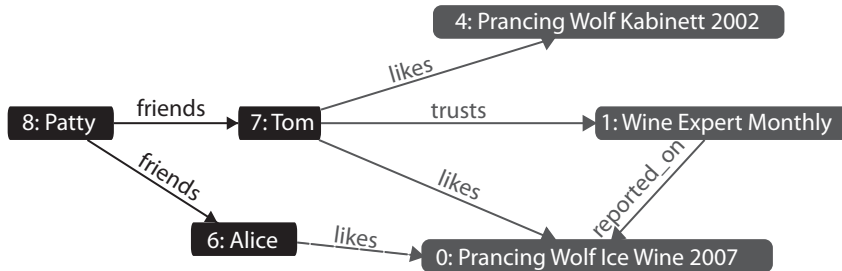 4: Prancing Wolf Kabinett 2002
likes
friends
trusts
8: Patty
7: Tom
1: Wine Expert Monthly
friends
likes
reported_on
6: Alice
likes
0: Prancing Wolf Ice Wine 2007